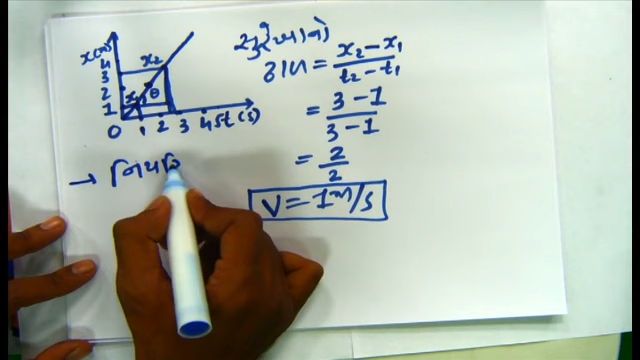 x(m)
4
3
2
1
0 1 2 3 4 5 t(s)
x₂
x₁
θ
ઢાળ = x₂ - x₁ / t₂ - t₁
= 3 - 1 / 3 - 1
= 2 / 2
V = 1 m/s
→ નિયમિ